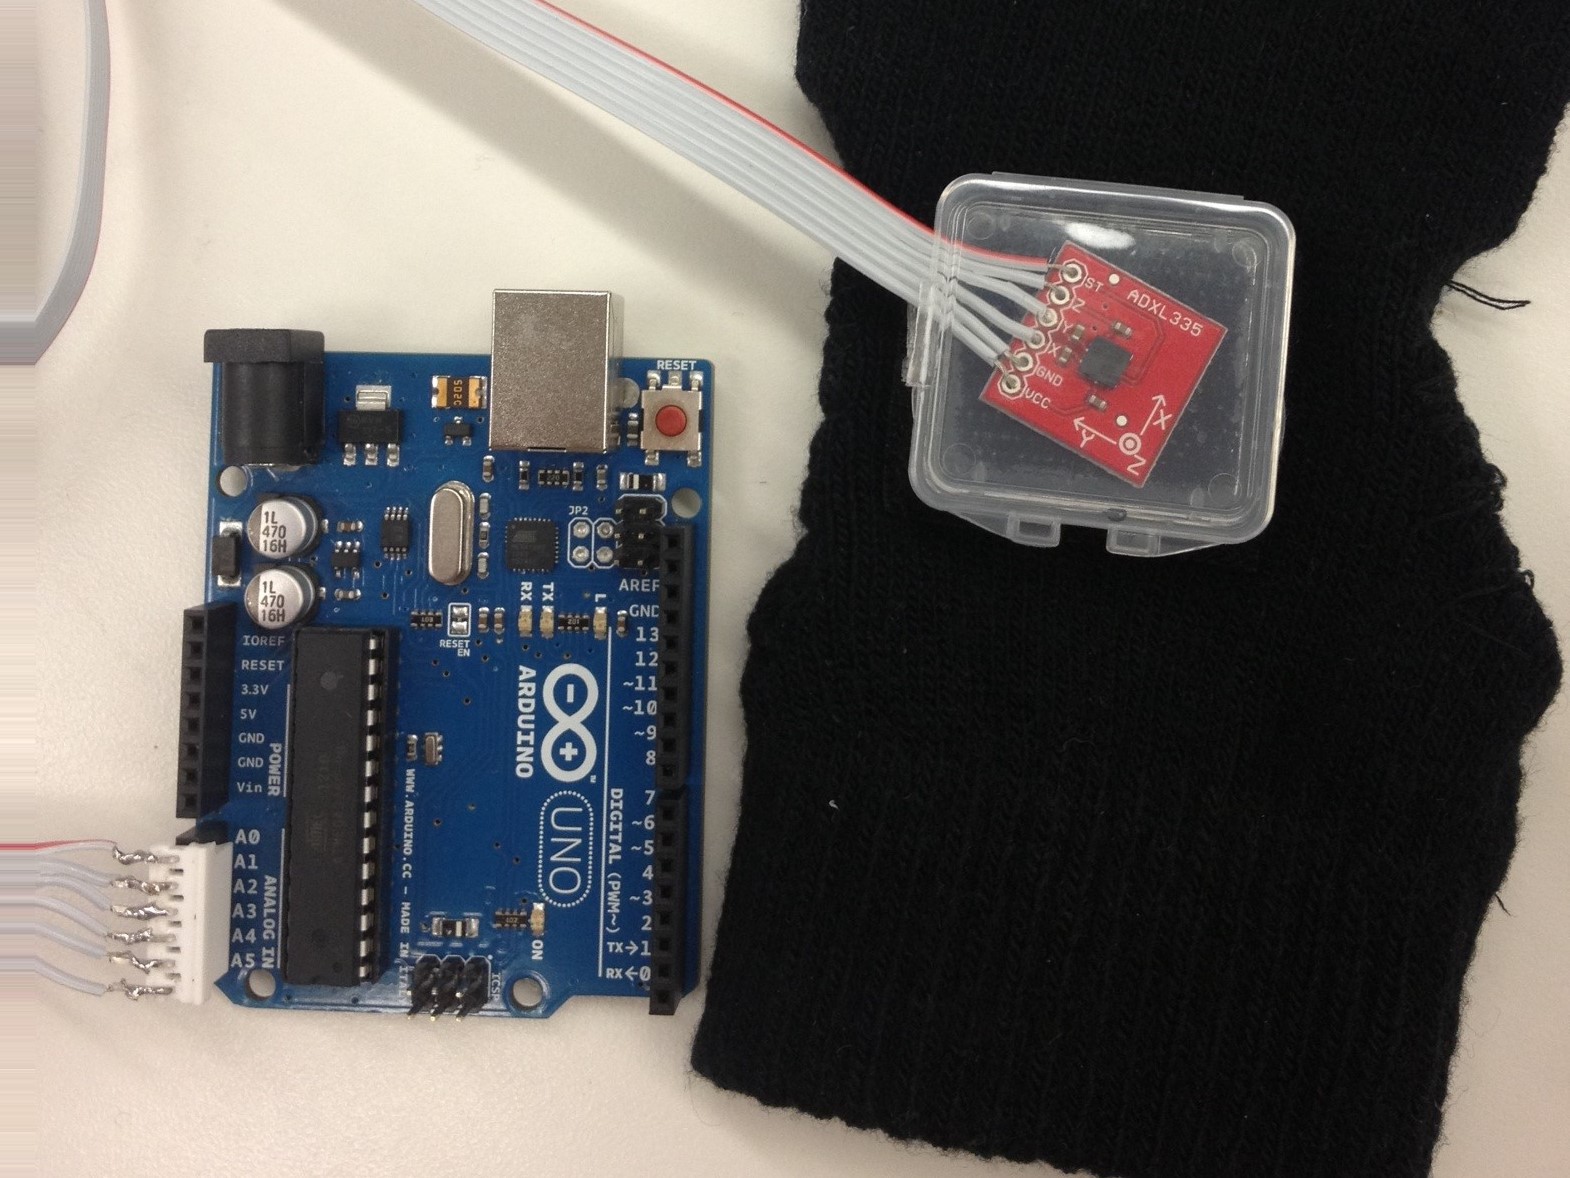 RESET
502C
220
JP2
1L
470
16H
1L
470
16H
AREF
GND
13
12
~11
~10
~9
8
7
~6
~5
4
~3
2
TX→1
RX←0
RX
TX
L
RESET
EN
IOREF
RESET
3.3V
5V
GND
GND
Vin
POWER
A0
A1
A2
A3
A4
A5
ANALOG IN
WWW.ARDUINO.CC - MADE IN ITALY
ARDUINO
TM
UNO
DIGITAL (PWM~)
ON
ICSP
ADXL335
ST
Z
Y
X
GND
VCC
X
Y
Z